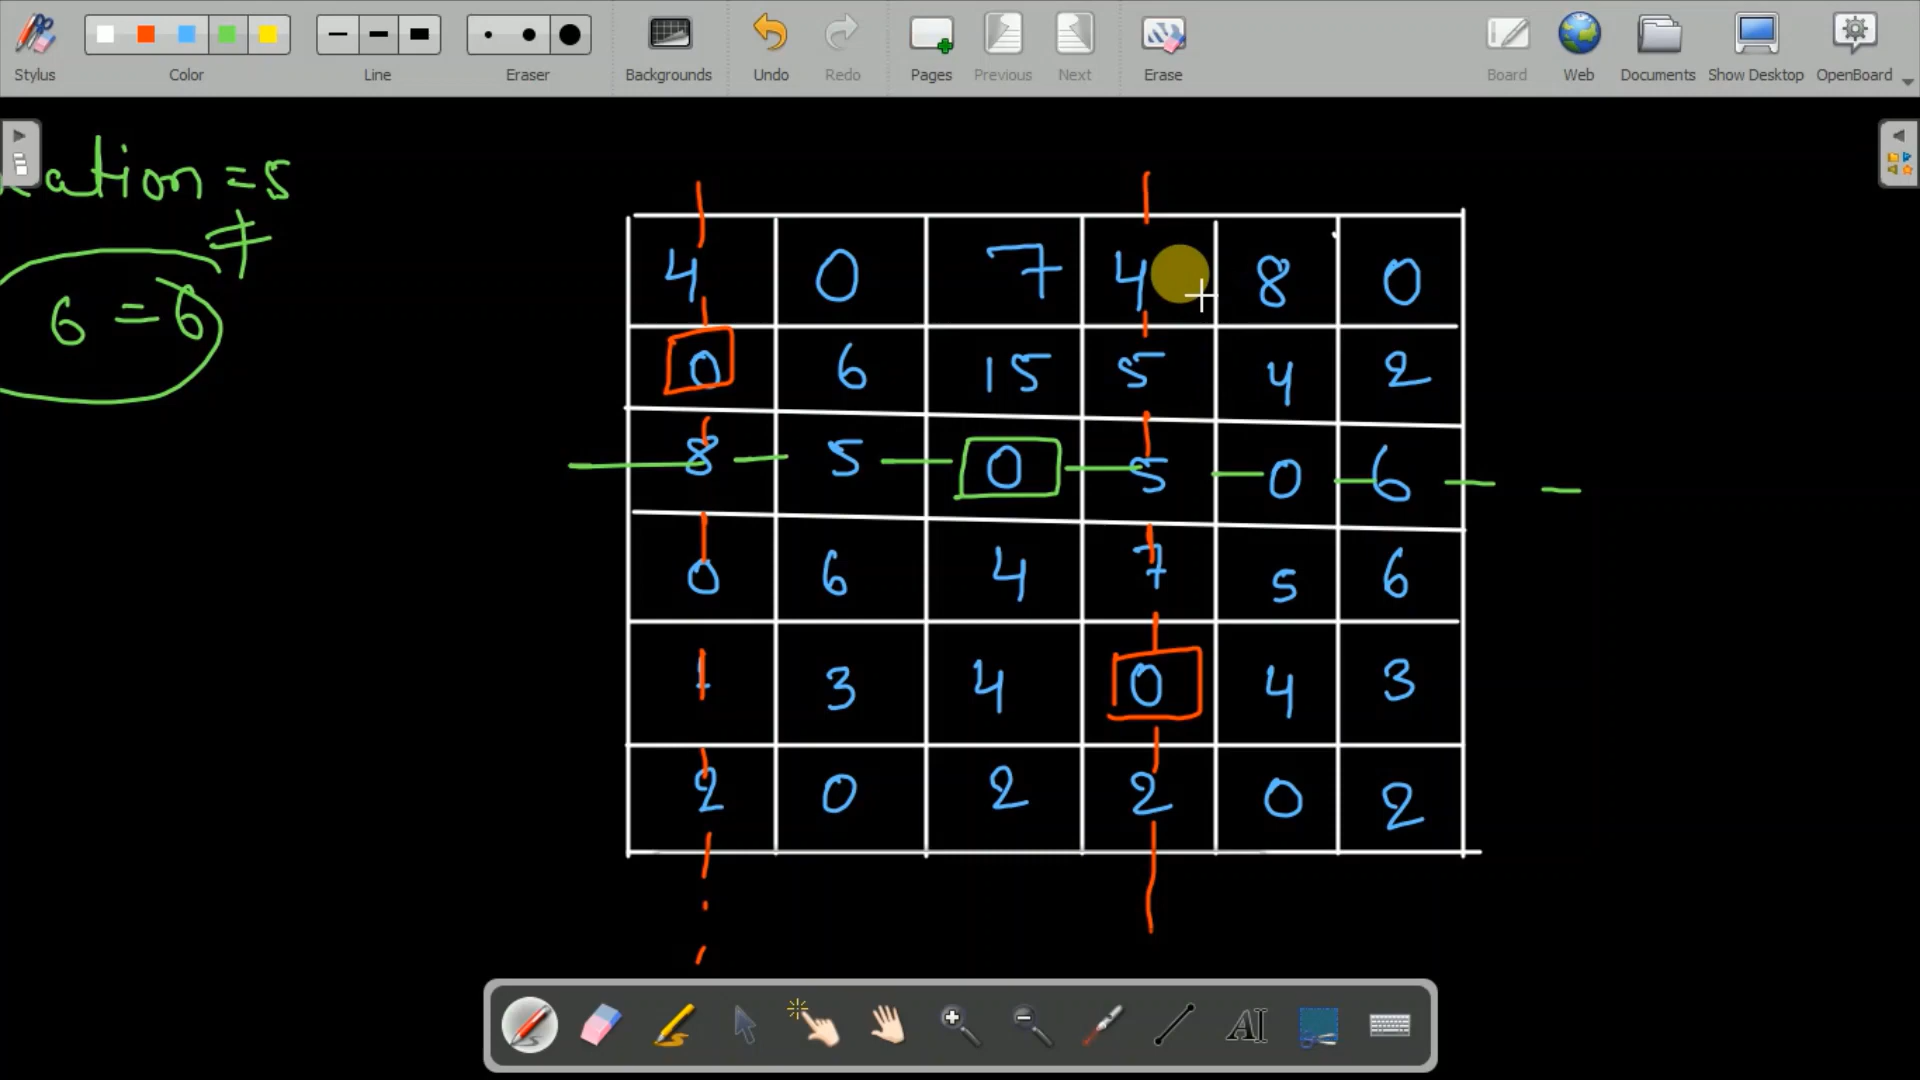 Stylus Color Line Eraser Backgrounds Undo Redo Pages Previous Next Erase Board Web Documents Show Desktop OpenBoard
= 5
≠
6 = 6
4 0 7 4 8 0
0 6 15 5 4 2
8 5 0 5 0 6
0 6 4 7 5 6
1 3 4 0 4 3
2 0 2 2 0 2
AI